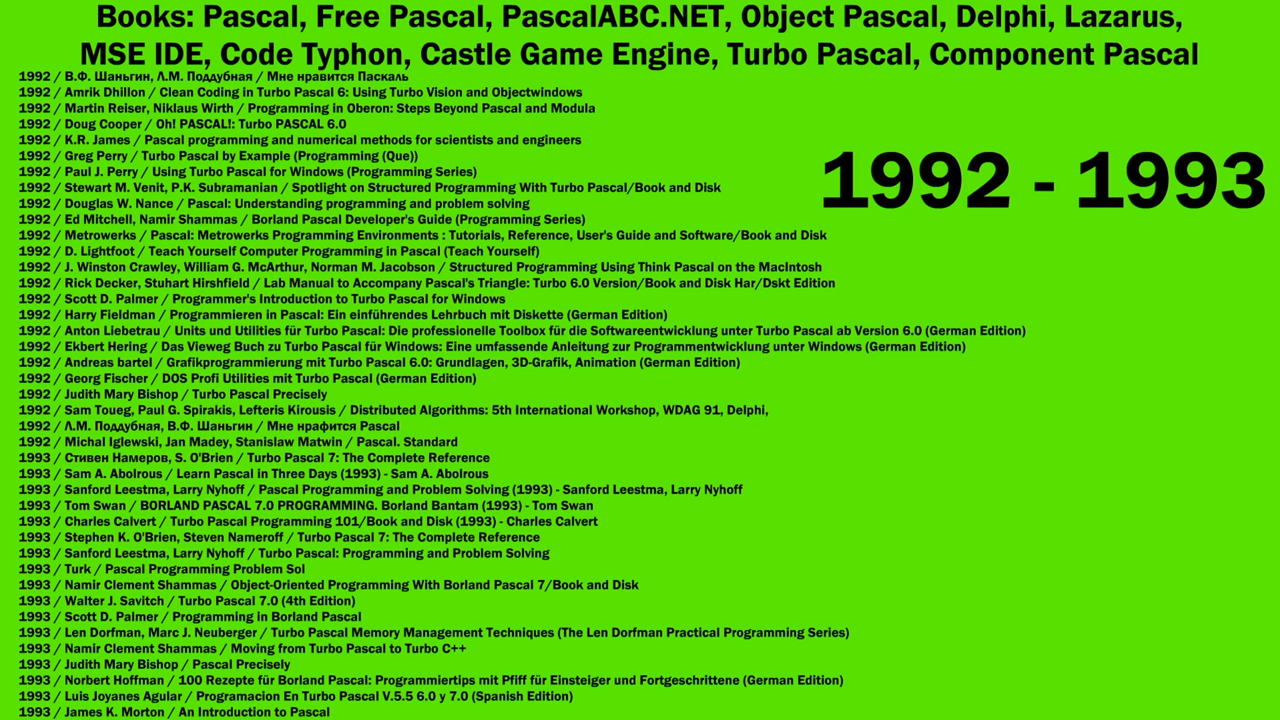 Books: Pascal, Free Pascal, PascalABC.NET, Object Pascal, Delphi, Lazarus,
MSE IDE, Code Typhon, Castle Game Engine, Turbo Pascal, Component Pascal
1992 / В.Ф. Шаньгин, Л.М. Поддубная / Мне нравится Паскаль
1992 / Amrik Dhillon / Clean Coding in Turbo Pascal 6: Using Turbo Vision and Objectwindows
1992 / Martin Reiser, Niklaus Wirth / Programming in Oberon: Steps Beyond Pascal and Modula
1992 / Doug Cooper / Oh! PASCAL!: Turbo PASCAL 6.0
1992 / K.R. James / Pascal programming and numerical methods for scientists and engineers
1992 / Greg Perry / Turbo Pascal by Example (Programming (Que))
1992 / Paul J. Perry / Using Turbo Pascal for Windows (Programming Series)
1992 / Stewart M. Venit, P.K. Subramanian / Spotlight on Structured Programming With Turbo Pascal/Book and Disk
1992 / Douglas W. Nance / Pascal: Understanding programming and problem solving
1992 / Ed Mitchell, Namir Shammas / Borland Pascal Developer's Guide (Programming Series)
1992 / Metrowerks / Pascal: Metrowerks Programming Environments : Tutorials, Reference, User's Guide and Software/Book and Disk
1992 / D. Lightfoot / Teach Yourself Computer Programming in Pascal (Teach Yourself)
1992 / J. Winston Crawley, William G. McArthur, Norman M. Jacobson / Structured Programming Using Think Pascal on the MacIntosh
1992 / Rick Decker, Stuhart Hirshfield / Lab Manual to Accompany Pascal's Triangle: Turbo 6.0 Version/Book and Disk Har/Dskt Edition
1992 / Scott D. Palmer / Programmer's Introduction to Turbo Pascal for Windows
1992 / Harry Fieldman / Programmieren in Pascal: Ein einführendes Lehrbuch mit Diskette (German Edition)
1992 / Anton Liebetrau / Units und Utilities für Turbo Pascal: Die professionelle Toolbox für die Softwareentwicklung unter Turbo Pascal ab Version 6.0 (German Edition)
1992 / Ekbert Hering / Das Vieweg Buch zu Turbo Pascal für Windows: Eine umfassende Anleitung zur Programmentwicklung unter Windows (German Edition)
1992 / Andreas bartel / Grafikprogrammierung mit Turbo Pascal 6.0: Grundlagen, 3D-Grafik, Animation (German Edition)
1992 / Georg Fischer / DOS Profi Utilities mit Turbo Pascal (German Edition)
1992 / Judith Mary Bishop / Turbo Pascal Precisely
1992 / Sam Toueg, Paul G. Spirakis, Lefteris Kirousis / Distributed Algorithms: 5th International Workshop, WDAG 91, Delphi,
1992 / Л.М. Поддубная, В.Ф. Шаньгин / Мне нрафится Pascal
1992 / Michal Iglewski, Jan Madey, Stanislaw Matwin / Pascal. Standard
1993 / Стивен Намеров, S. O'Brien / Turbo Pascal 7: The Complete Reference
1993 / Sam A. Abolrous / Learn Pascal in Three Days (1993) - Sam A. Abolrous
1993 / Sanford Leestma, Larry Nyhoff / Pascal Programming and Problem Solving (1993) - Sanford Leestma, Larry Nyhoff
1993 / Tom Swan / BORLAND PASCAL 7.0 PROGRAMMING. Borland Bantam (1993) - Tom Swan
1993 / Charles Calvert / Turbo Pascal Programming 101/Book and Disk (1993) - Charles Calvert
1993 / Stephen K. O'Brien, Steven Nameroff / Turbo Pascal 7: The Complete Reference
1993 / Sanford Leestma, Larry Nyhoff / Turbo Pascal: Programming and Problem Solving
1993 / Turk / Pascal Programming Problem Sol
1993 / Namir Clement Shammas / Object-Oriented Programming With Borland Pascal 7/Book and Disk
1993 / Walter J. Savitch / Turbo Pascal 7.0 (4th Edition)
1993 / Scott D. Palmer / Programming in Borland Pascal
1993 / Len Dorfman, Marc J. Neuberger / Turbo Pascal Memory Management Techniques (The Len Dorfman Practical Programming Series)
1993 / Namir Clement Shammas / Moving from Turbo Pascal to Turbo C++
1993 / Judith Mary Bishop / Pascal Precisely
1993 / Norbert Hoffman / 100 Rezepte für Borland Pascal: Programmiertips mit Pfiff für Einsteiger und Fortgeschrittene (German Edition)
1993 / Luis Joyanes Agular / Programacion En Turbo Pascal V.5.5 6.0 y 7.0 (Spanish Edition)
1993 / James K. Morton / An Introduction to Pascal
1992 - 1993